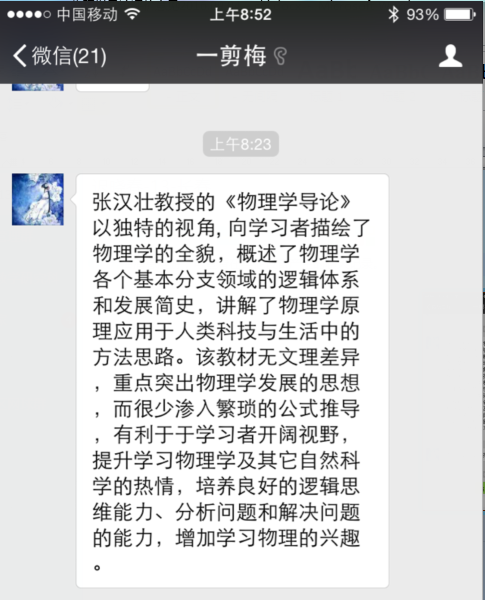 中国移动 上午8:52 93%
微信(21) 一剪梅
上午8:23
张汉壮教授的《物理学导论》
以独特的视角,向学习者描绘了
物理学的全貌，概述了物理学
各个基本分支领域的逻辑体系
和发展简史，讲解了物理学原
理应用于人类科技与生活中的
方法思路。该教材无文理差异
，重点突出物理学发展的思想
，而很少渗入繁琐的公式推导
，有利于于学习者开阔视野，
提升学习物理学及其它自然科
学的热情，培养良好的逻辑思
维能力、分析问题和解决问题
的能力，增加学习物理的兴趣
。